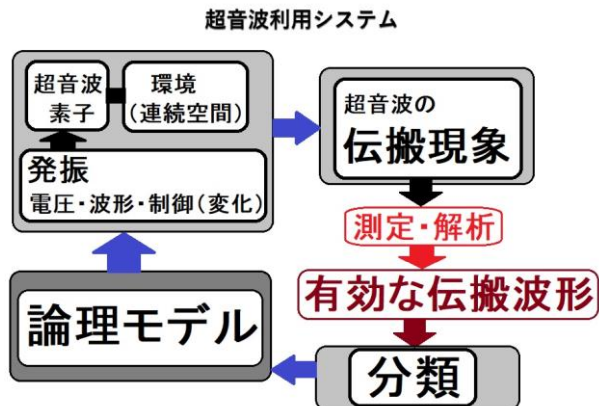 超音波利用システム
超音波
素子
環境
(連続空間)
発振
電圧・波形・制御(変化)
超音波の
伝搬現象
測定・解析
有効な伝搬波形
分類
論理モデル